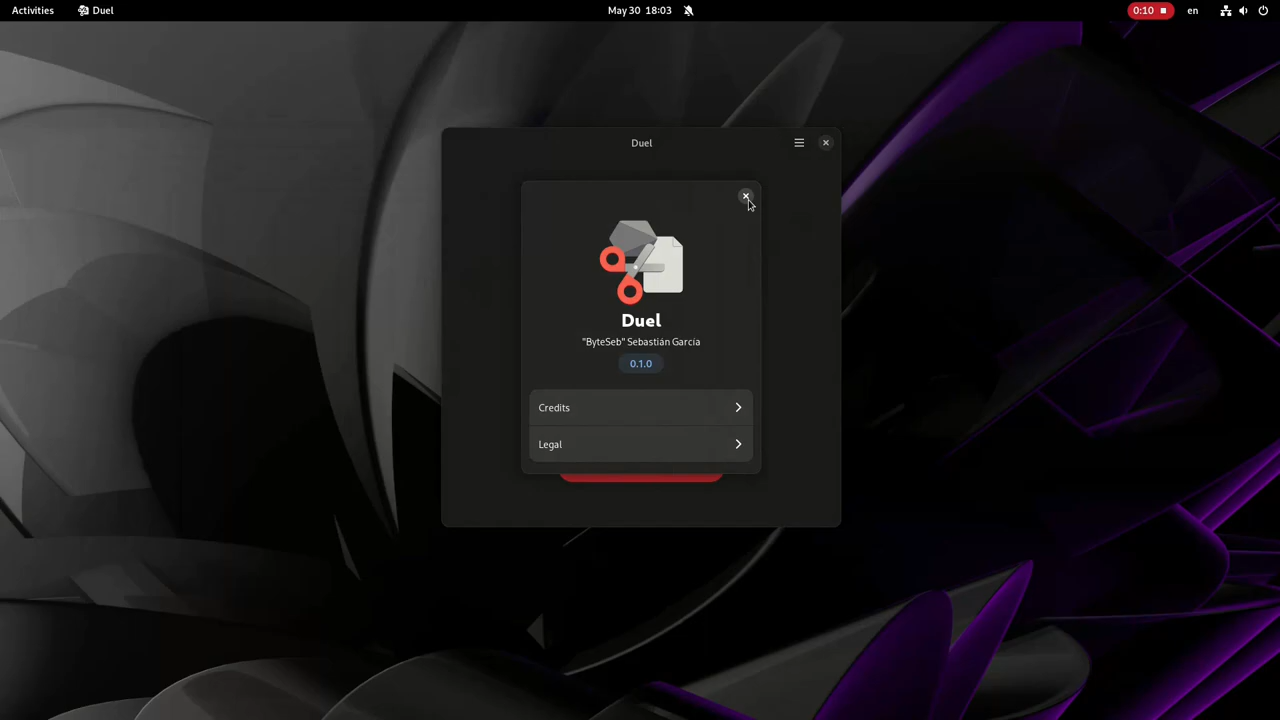 Activities Duel May 30 18:03 0:10 en
Duel
Duel
"ByteSeb" Sebastián García
0.1.0
Credits
Legal